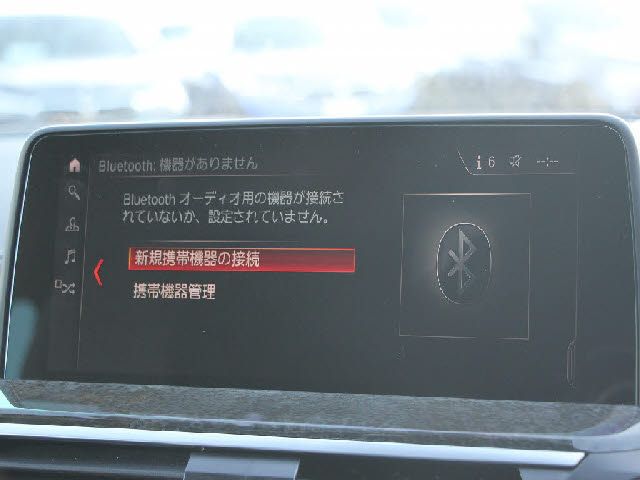 Bluetooth: 機器がありません
i 6 --:--
Bluetooth オーディオ用の機器が接続さ
れていないか、設定されていません。
新規携帯機器の接続
携帯機器管理